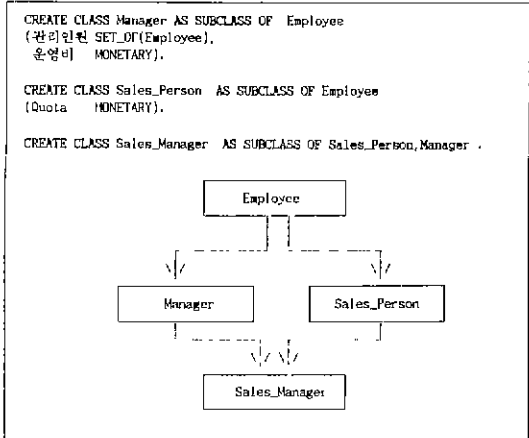 CREATE CLASS Manager AS SUBCLASS OF Employee
(관리인원 SET_OF(Employee),
운영비 MONETARY).
CREATE CLASS Sales_Person AS SUBCLASS OF Employee
(Quota MONETARY).
CREATE CLASS Sales_Manager AS SUBCLASS OF Sales_Person,Manager .
Employee
Manager Sales_Person
Sales_Manager